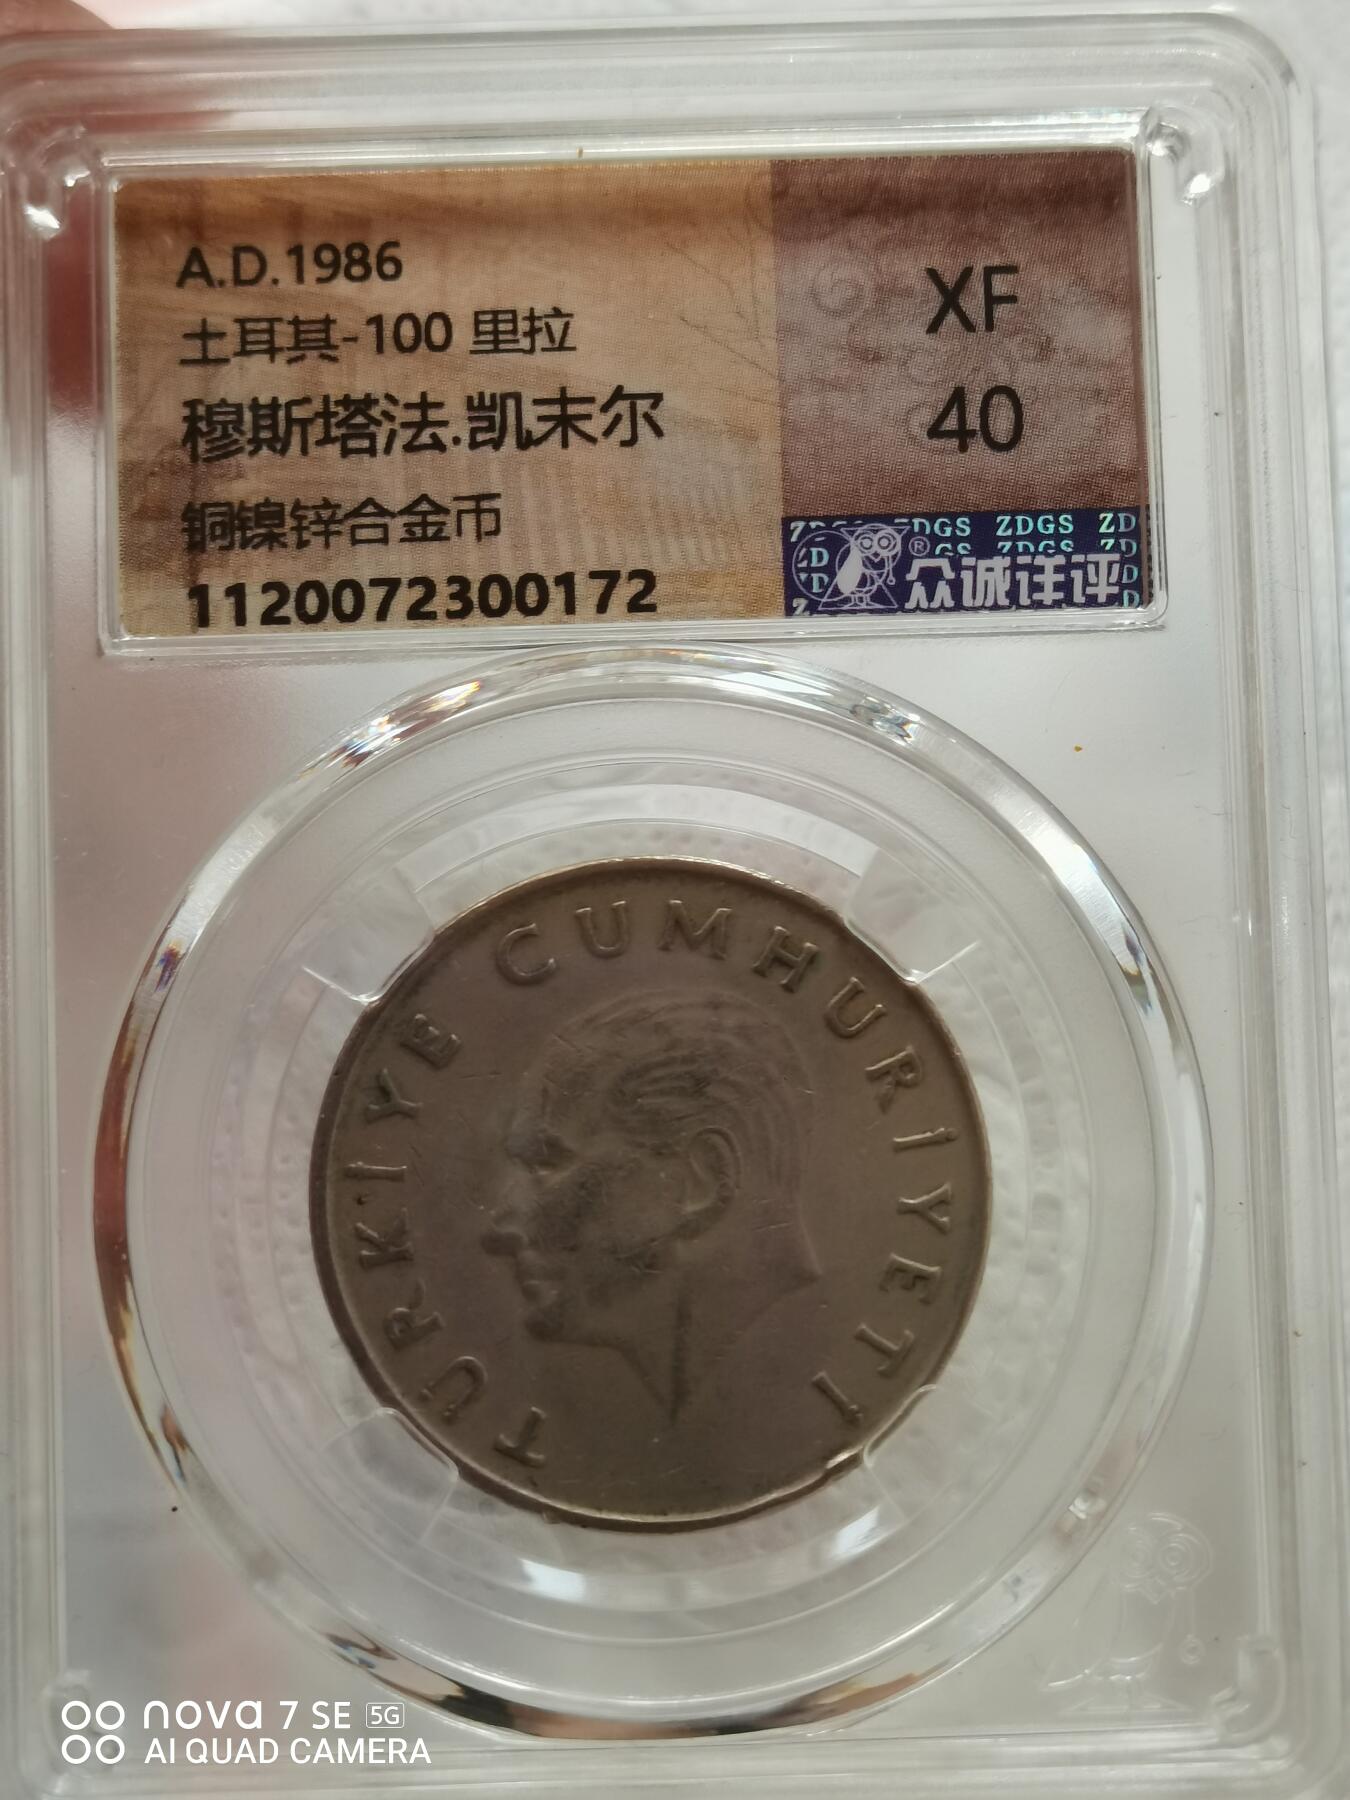 A.D.1986
土耳其-100 里拉
穆斯塔法.凯末尔
铜镍锌合金币
1120072300172
XF
40
ZDGS ZDGS ZD
众诚详评®
TÜRKİYE CUMHURİYETİ
nova 7 SE 5G
AI QUAD CAMERA